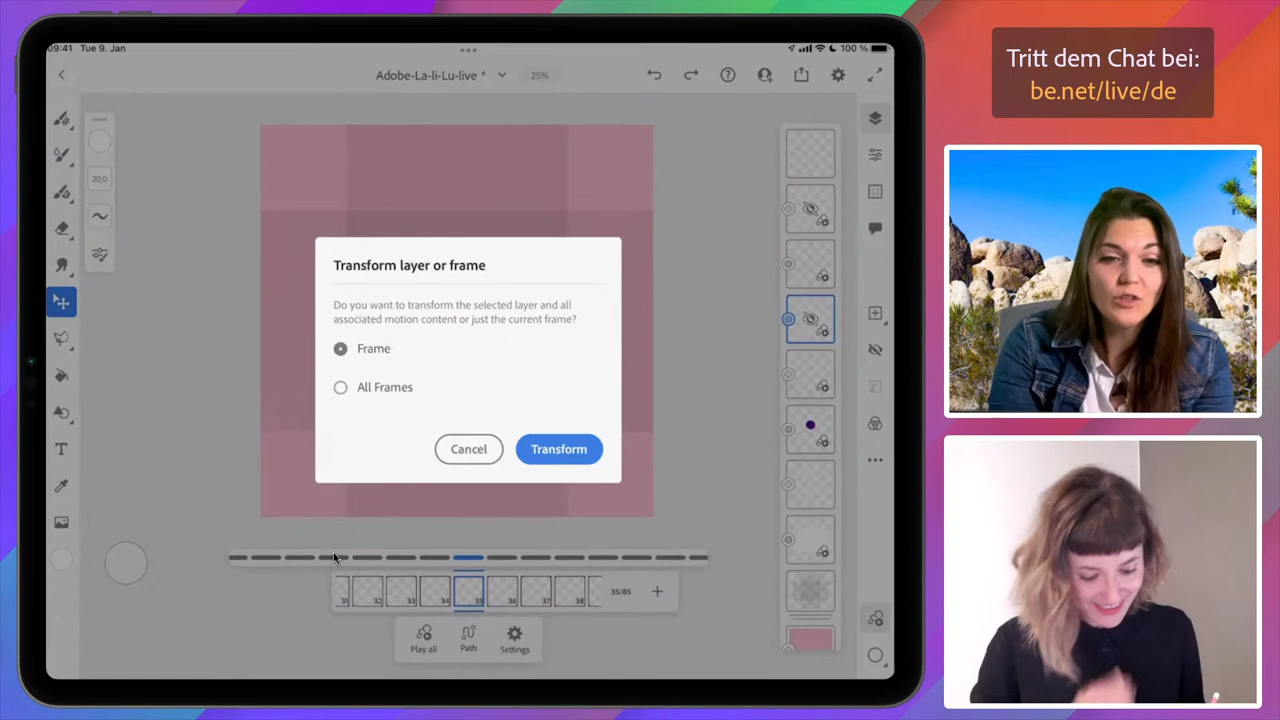 09:41 Tue 9. Jan
100 %
Adobe-La-li-Lu-live *
25%
20,0
Transform layer or frame
Do you want to transform the selected layer and all
associated motion content or just the current frame?
Frame
All Frames
Cancel
Transform
31
32
33
34
35
36
37
38
35/85
Play all
Path
Settings
Tritt dem Chat bei:
be.net/live/de